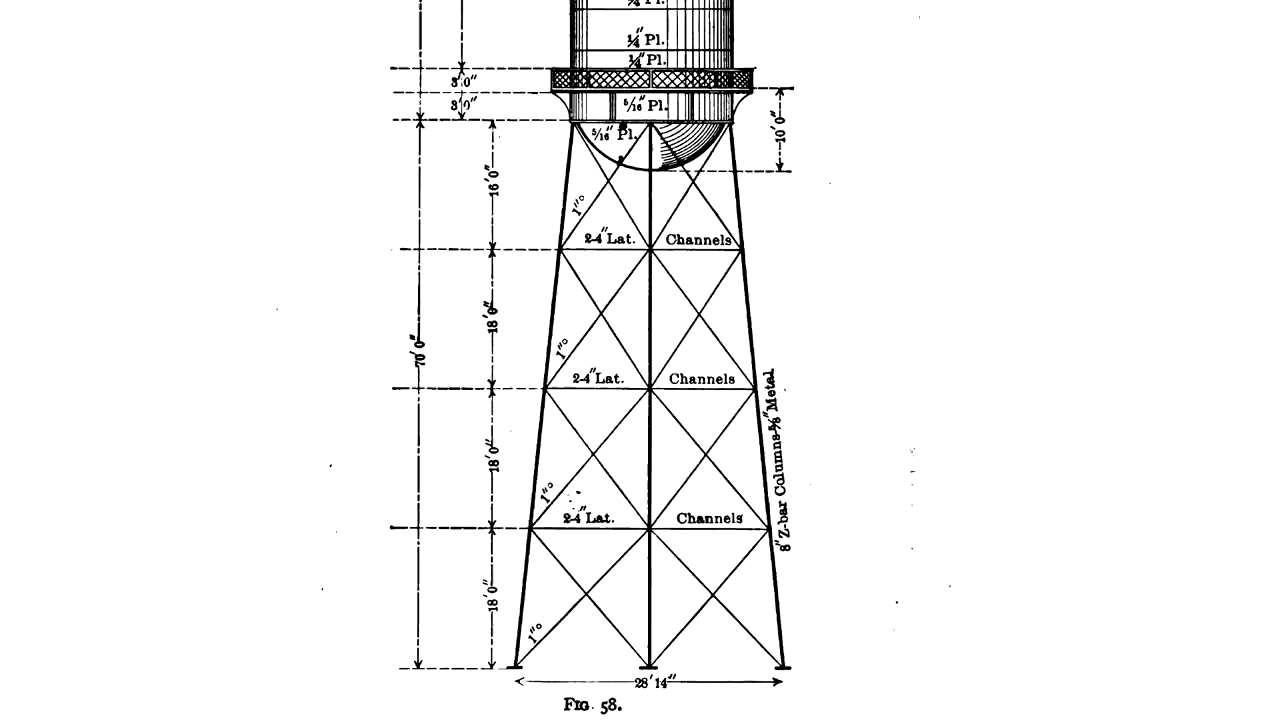 ¼" Pl.
¼" Pl.
¼" Pl.
3'0"
5/16" Pl.
3'0"
10'0"
5/16" Pl.
16'0"
1"○
2-4" Lat. Channels
18'0"
70'0"
1"○
2-4" Lat. Channels
8" Z-bar Columns-⅝" Metal
18'0"
1"○
2-4" Lat. Channels
18'0"
1"○
28'14"
FIG. 58.